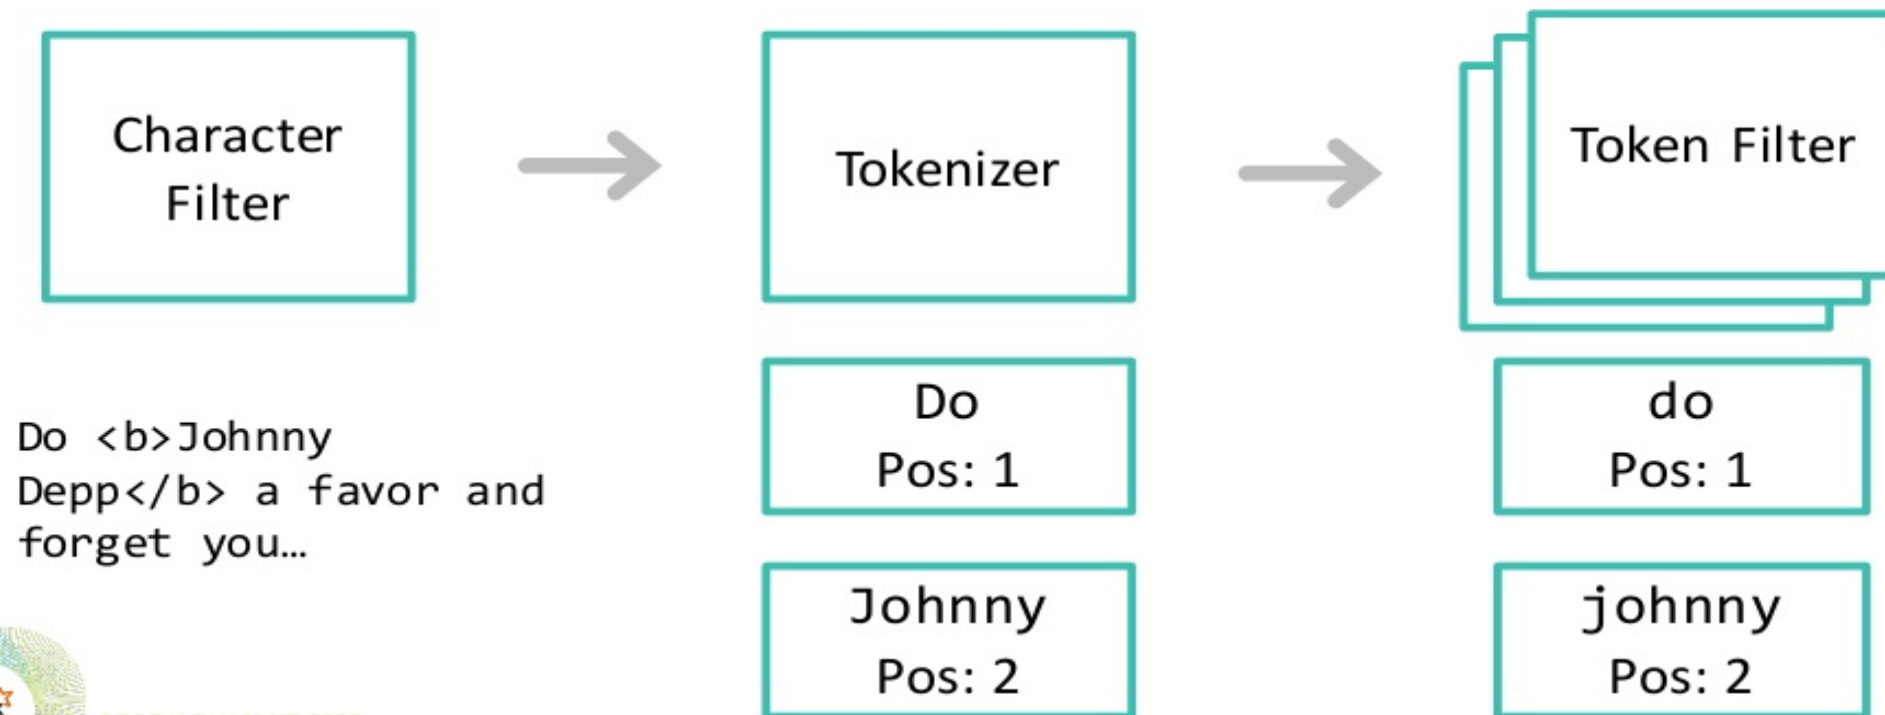 Character
Filter
Tokenizer
Token Filter
Do <b>Johnny
Depp</b> a favor and
forget you…
Do
Pos: 1
Johnny
Pos: 2
do
Pos: 1
johnny
Pos: 2